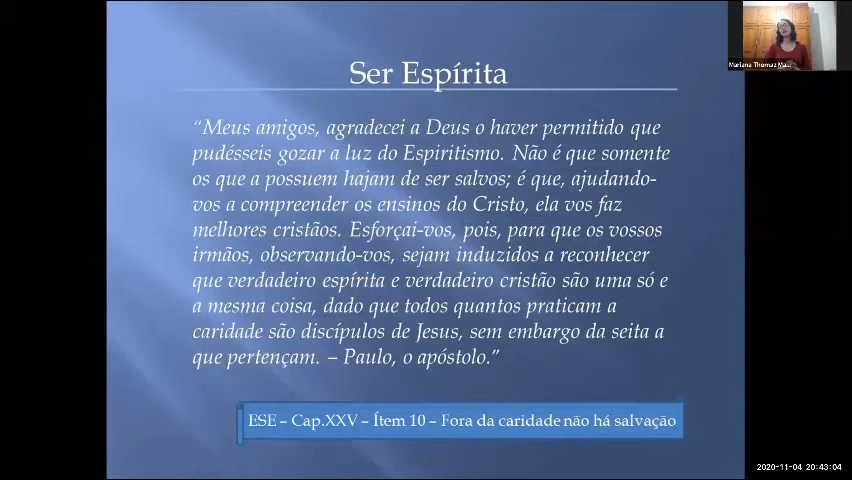 Ser Espírita
“Meus amigos, agradecei a Deus o haver permitido que
pudésseis gozar a luz do Espiritismo. Não é que somente
os que a possuem hajam de ser salvos; é que, ajudando-
vos a compreender os ensinos do Cristo, ela vos faz
melhores cristãos. Esforçai-vos, pois, para que os vossos
irmãos, observando-vos, sejam induzidos a reconhecer
que verdadeiro espírita e verdadeiro cristão são uma só e
a mesma coisa, dado que todos quantos praticam a
caridade são discípulos de Jesus, sem embargo da seita a
que pertençam. – Paulo, o apóstolo.”
ESE – Cap.XXV – Ítem 10 – Fora da caridade não há salvação
Mariana Thomaz Ma...
2020-11-04 20:43:04